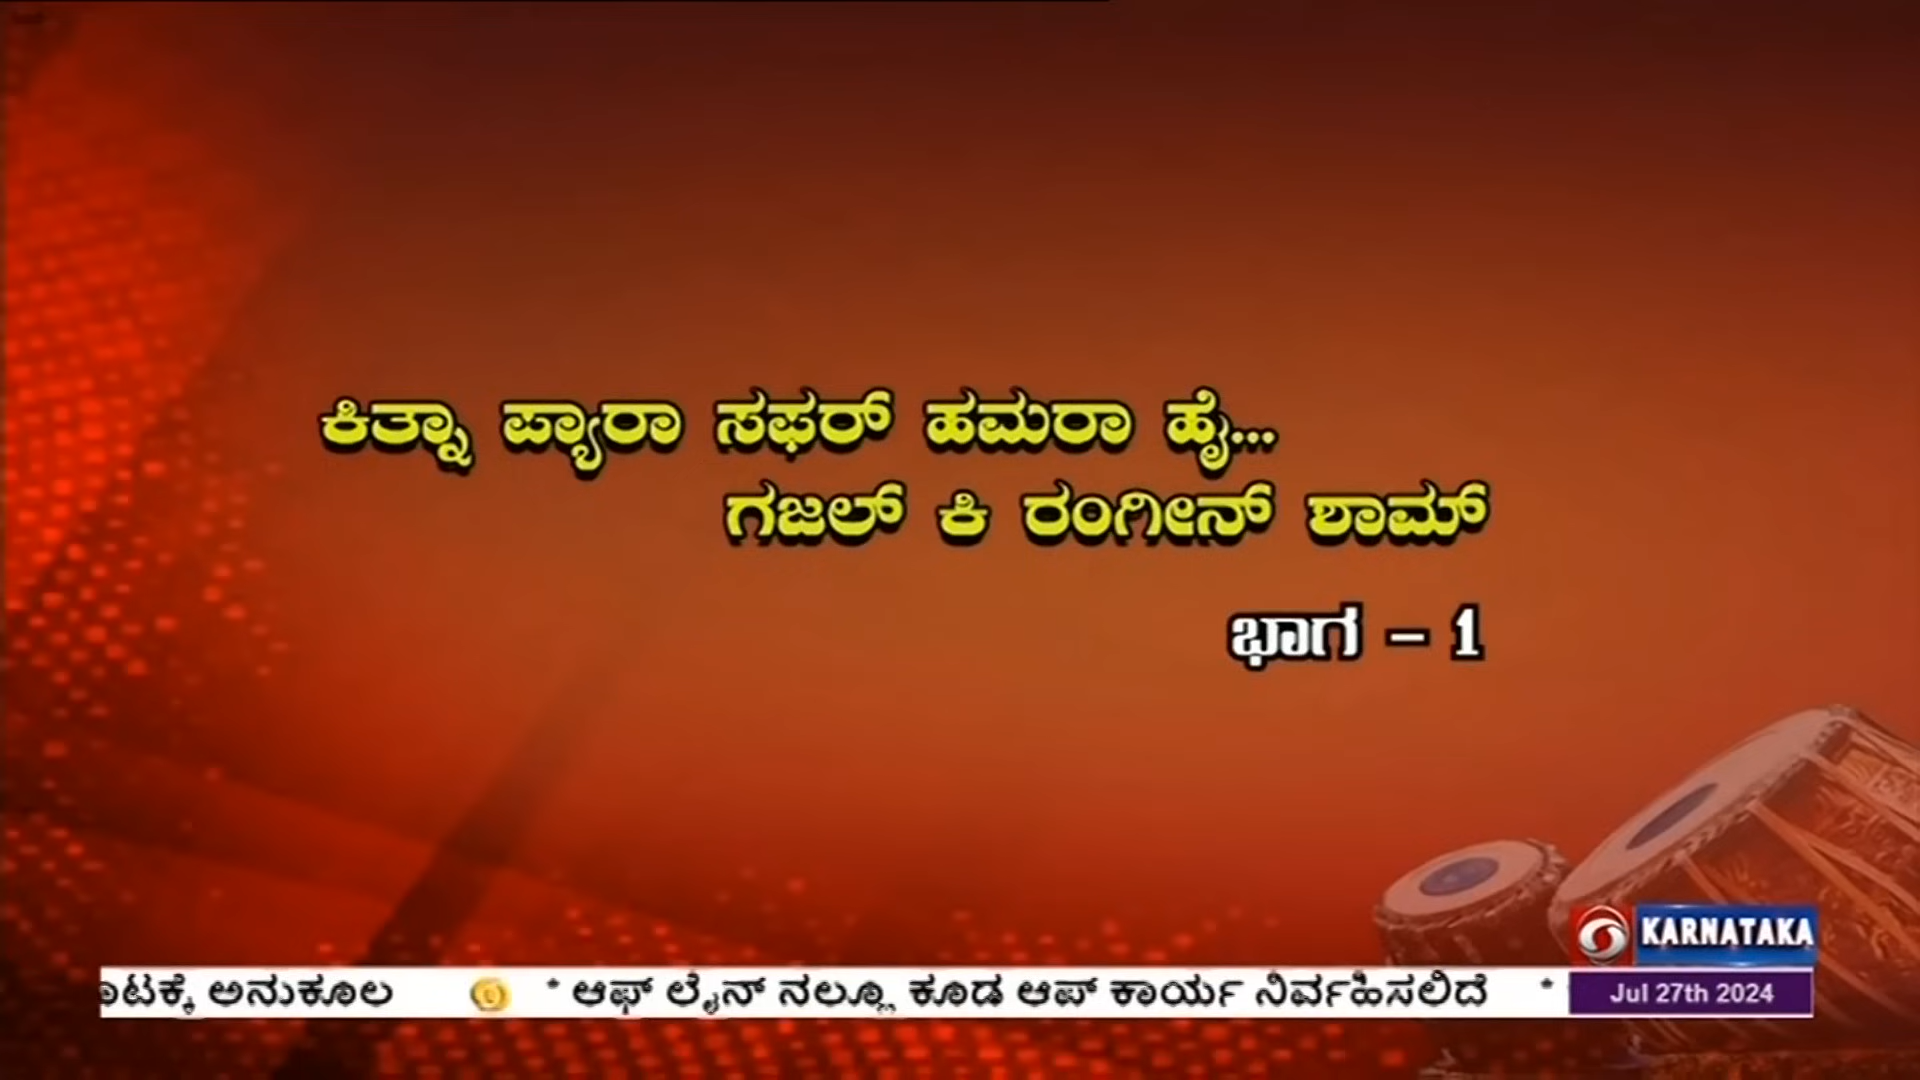 ಕಿತ್ನಾ ಪ್ಯಾರಾ ಸಫರ್ ಹಮರಾ ಹೈ...
ಗಜಲ್ ಕಿ ರಂಗೀನ್ ಶಾಮ್
ಭಾಗ – 1
KARNATAKA
ಅನುಕೂಲ * ಆಫ್ ಲೈನ್ ನಲ್ಲೂ ಕೂಡ ಆಪ್ ಕಾರ್ಯ ನಿರ್ವಹಿಸಲಿದೆ *
Jul 27th 2024